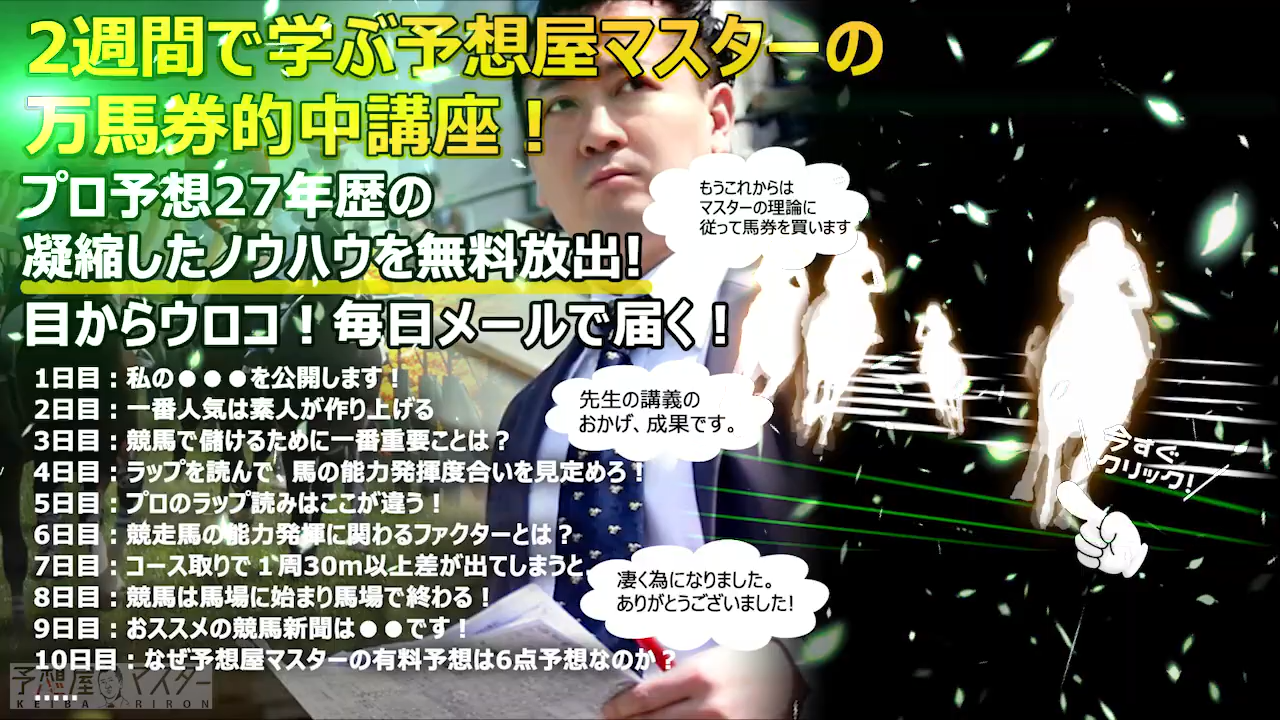 2週間で学ぶ予想屋マスターの
万馬券的中講座！
プロ予想27年歴の
凝縮したノウハウを無料放出！
目からウロコ！毎日メールで届く！
もうこれからは
マスターの理論に
従って馬券を買います
1日目：私の●●●を公開します！
2日目：一番人気は素人が作り上げる
3日目：競馬で儲けるために一番重要ことは？
4日目：ラップを読んで、馬の能力発揮度合いを見定めろ！
5日目：プロのラップ読みはここが違う！
6日目：競走馬の能力発揮に関わるファクターとは？
7日目：コース取りで１周30m以上差が出てしまうと、
8日目：競馬は馬場に始まり馬場で終わる！
9日目：おススメの競馬新聞は●●です！
10日目：なぜ予想屋マスターの有料予想は6点予想なのか？
……
先生の講義の
おかげ、成果です。
今すぐ
クリック！
凄く為になりました。
ありがとうございました！
予想屋マスター
KEIBA RIRON